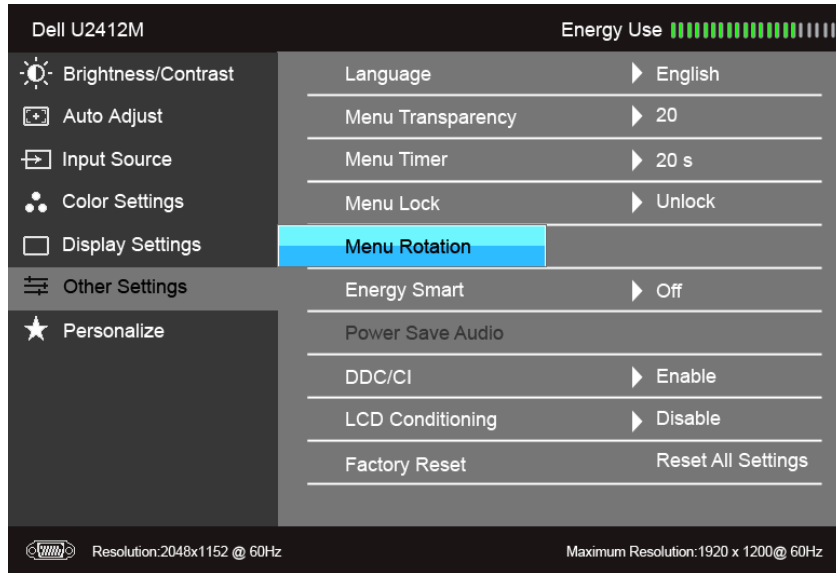 Dell U2412M Energy Use
Brightness/Contrast
Auto Adjust
Input Source
Color Settings
Display Settings
Other Settings
Personalize
Language English
Menu Transparency 20
Menu Timer 20 s
Menu Lock Unlock
Menu Rotation
Energy Smart Off
Power Save Audio
DDC/CI Enable
LCD Conditioning Disable
Factory Reset Reset All Settings
Resolution:2048x1152 @ 60Hz Maximum Resolution:1920 x 1200@ 60Hz